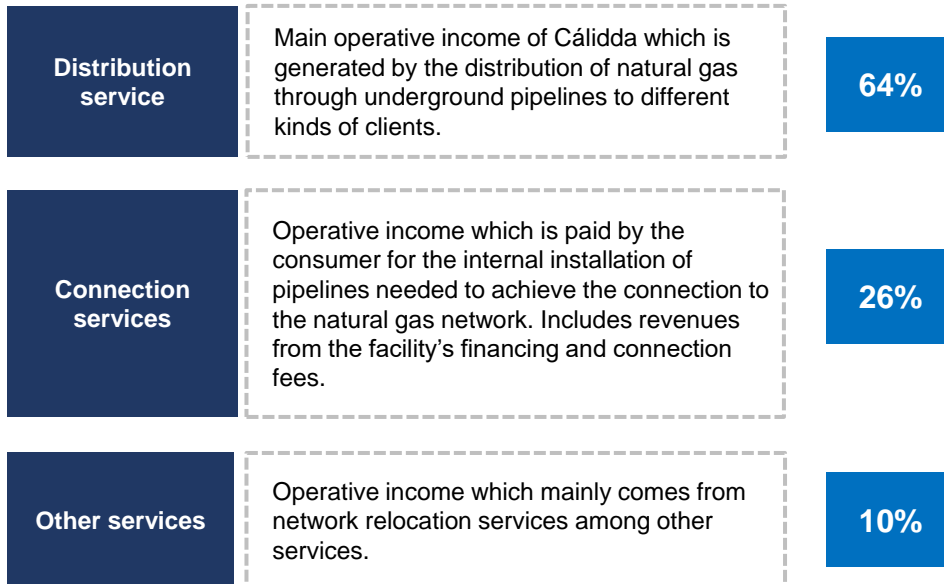 Distribution
service
Main operative income of Cálidda which is
generated by the distribution of natural gas
through underground pipelines to different
kinds of clients.
64%
Connection
services
Operative income which is paid by the
consumer for the internal installation of
pipelines needed to achieve the connection to
the natural gas network. Includes revenues
from the facility’s financing and connection
fees.
26%
Other services
Operative income which mainly comes from
network relocation services among other
services.
10%